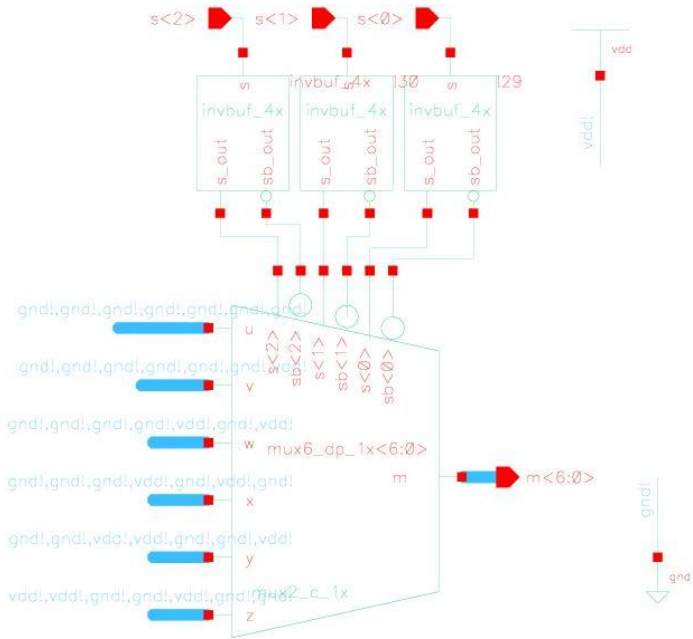 s<2> s<1> s<0>
vdd
s s s
invbuf_4x 130 129
invbuf_4x invbuf_4x invbuf_4x
s_out sb_out s_out sb_out s_out sb_out
vdd!
gnd!,gnd!,gnd!,gnd!,gnd!,gnd!,gnd!
u
s<2> sb<2> s<1> sb<1> s<0> sb<0>
gnd!,gnd!,gnd!,gnd!,gnd!,gnd!,vdd!
v
gnd!,gnd!,gnd!,gnd!,vdd!,gnd!,vdd!
w
mux6_dp_1x<6:0>
m
m<6:0>
gnd!,gnd!,gnd!,vdd!,gnd!,vdd!,gnd!
x
gnd!
gnd!,gnd!,vdd!,gnd!,vdd!,gnd!,vdd!
y
gnd
vdd!,vdd!,gnd!,gnd!,vdd!,gnd!,vdd!
z
mux2_c_1x